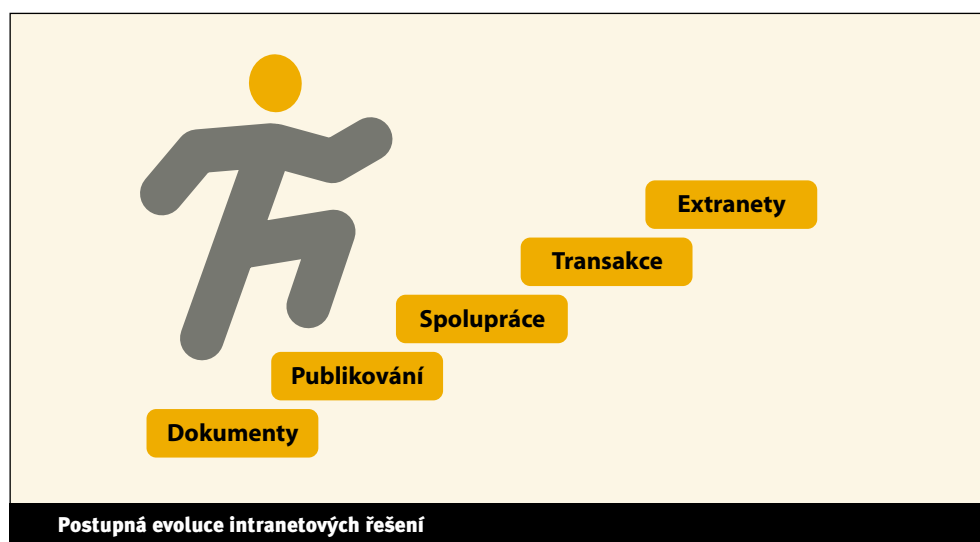 Extranety
Transakce
Spolupráce
Publikování
Dokumenty
Postupná evoluce intranetových řešení